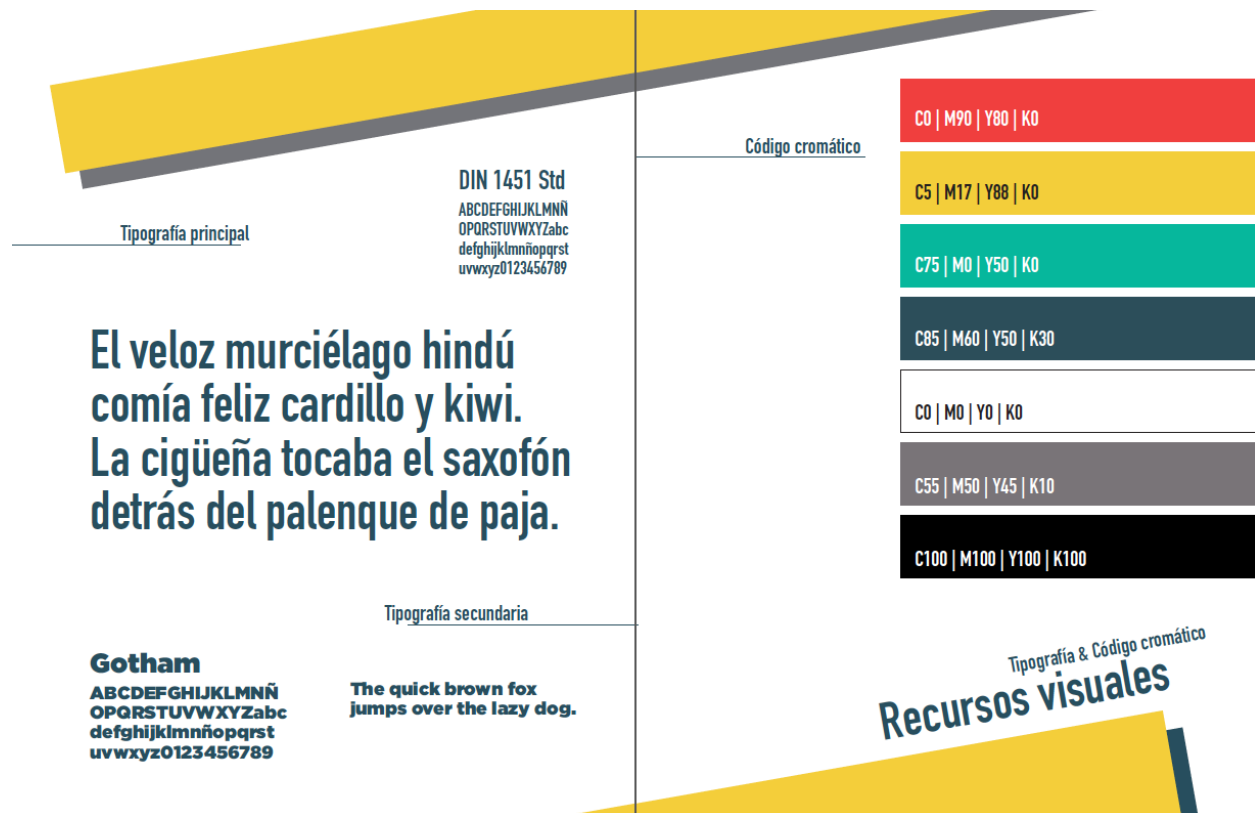 Tipografía principal
DIN 1451 Std
ABCDEFGHIJKLMNÑ
OPQRSTUVWXYZabc
defghijklmnñopqrst
uvwxyz0123456789
El veloz murciélago hindú
comía feliz cardillo y kiwi.
La cigüeña tocaba el saxofón
detrás del palenque de paja.
Tipografía secundaria
Gotham
ABCDEFGHIJKLMNÑ
OPQRSTUVWXYZabc
defghijklmnñopqrst
uvwxyz0123456789
The quick brown fox
jumps over the lazy dog.
Código cromático
C0 | M90 | Y80 | K0
C5 | M17 | Y88 | K0
C75 | M0 | Y50 | K0
C85 | M60 | Y50 | K30
C0 | M0 | Y0 | K0
C55 | M50 | Y45 | K10
C100 | M100 | Y100 | K100
Tipografía & Código cromático
Recursos visuales